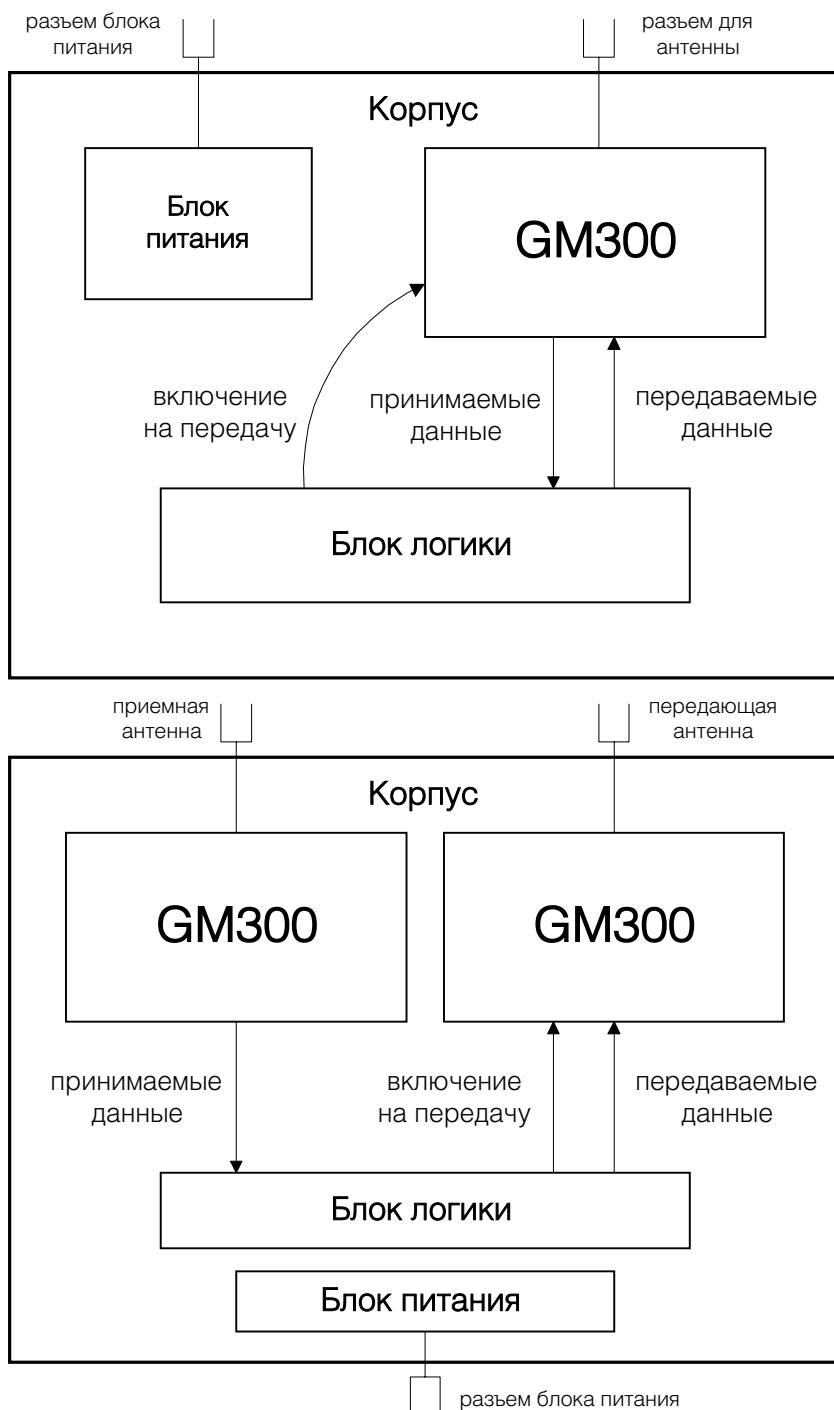 разъем блока
питания
разъем для
антенны
Корпус
Блок
питания
GM300
включение
на передачу
принимаемые
данные
передаваемые
данные
Блок логики
приемная
антенна
передающая
антенна
Корпус
GM300
GM300
принимаемые
данные
включение
на передачу
передаваемые
данные
Блок логики
Блок питания
разъем блока питания